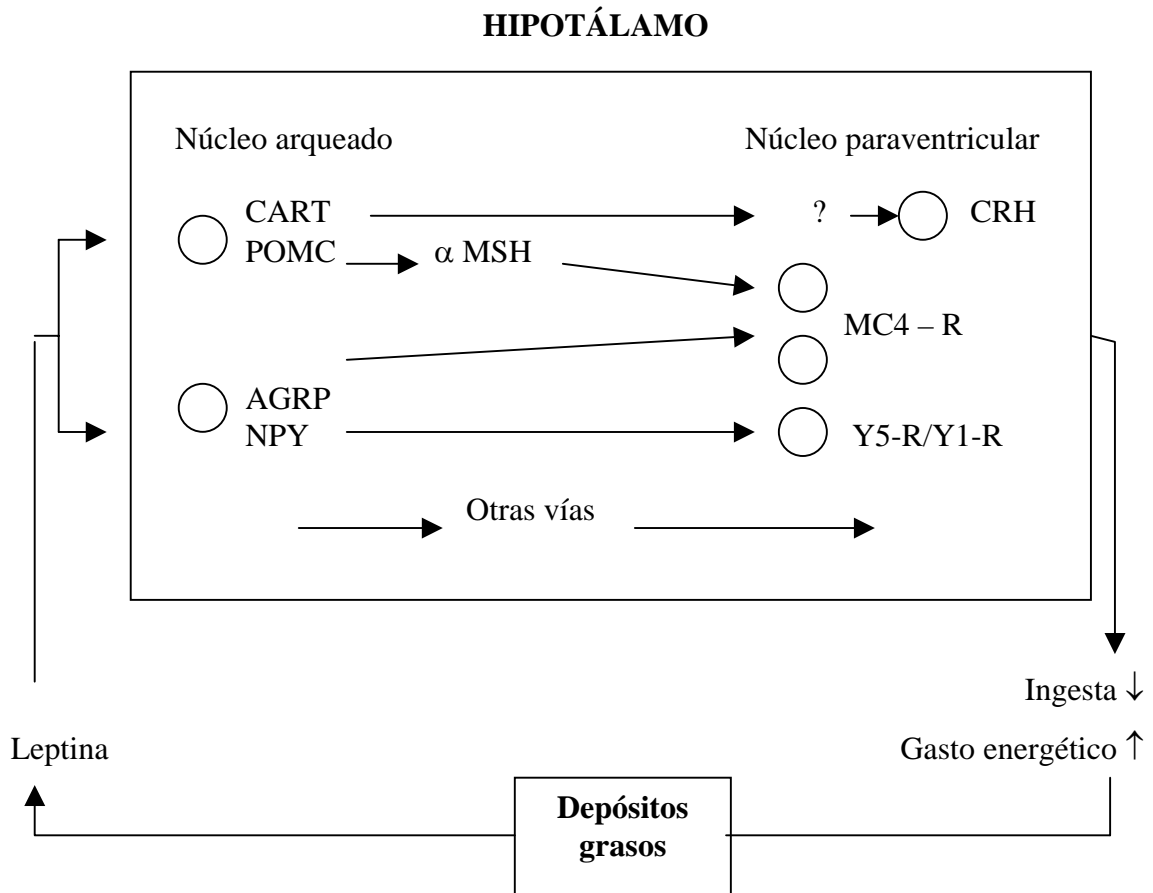 HIPOTÁLAMO
Núcleo arqueado
Núcleo paraventricular
CART
? CRH
POMC
α MSH
MC4 – R
AGRP
NPY
Y5-R/Y1-R
Otras vías
Ingesta ↓
Leptina
Gasto energético ↑
Depósitos
grasos